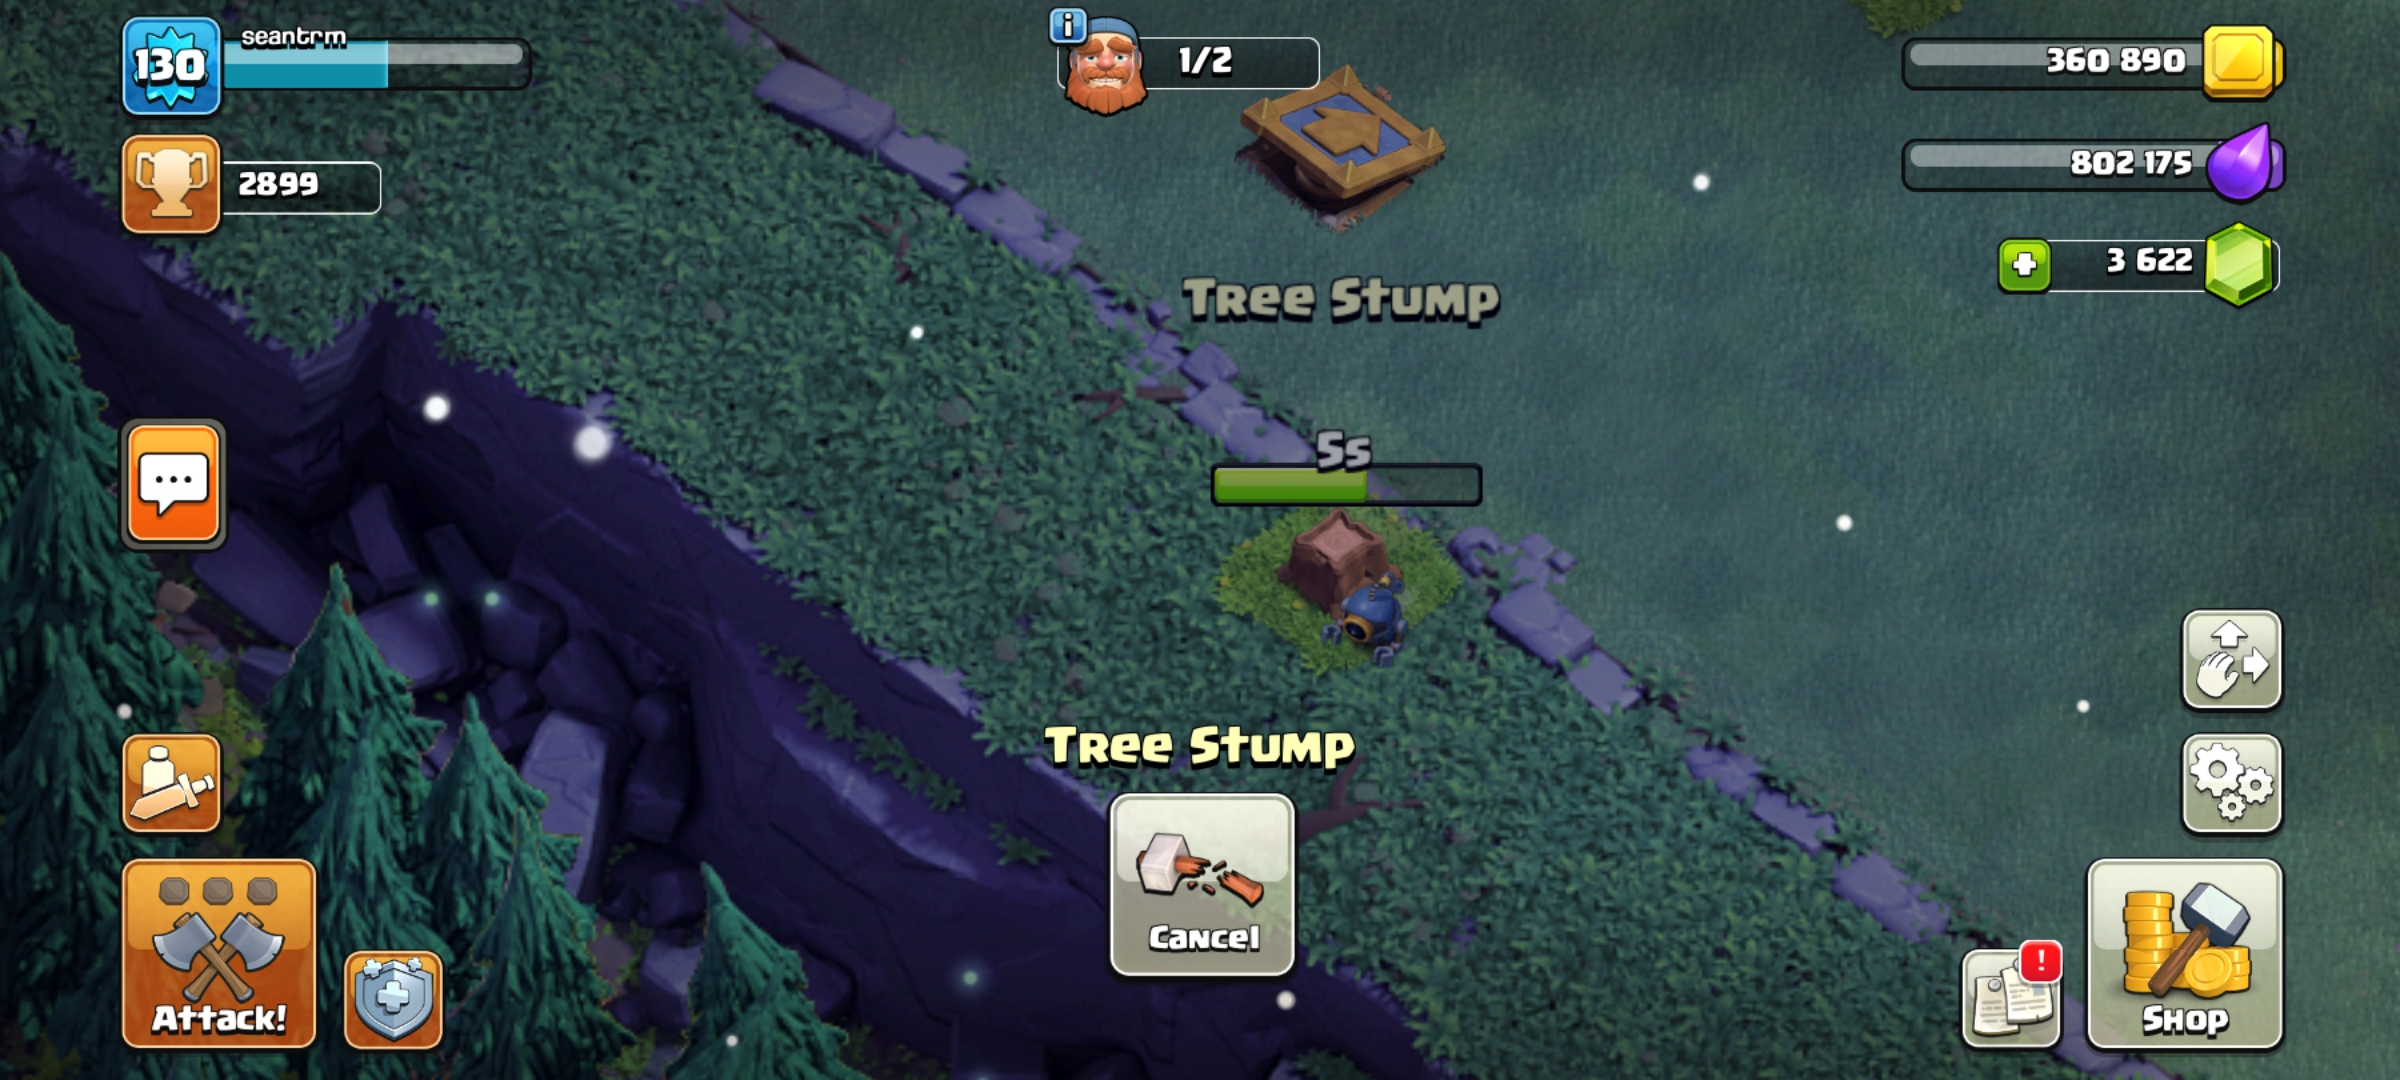 130
seantrm
1/2
360 890
2899
802 175
3 622
Tree Stump
5s
Tree Stump
Cancel
Attack!
!
Shop